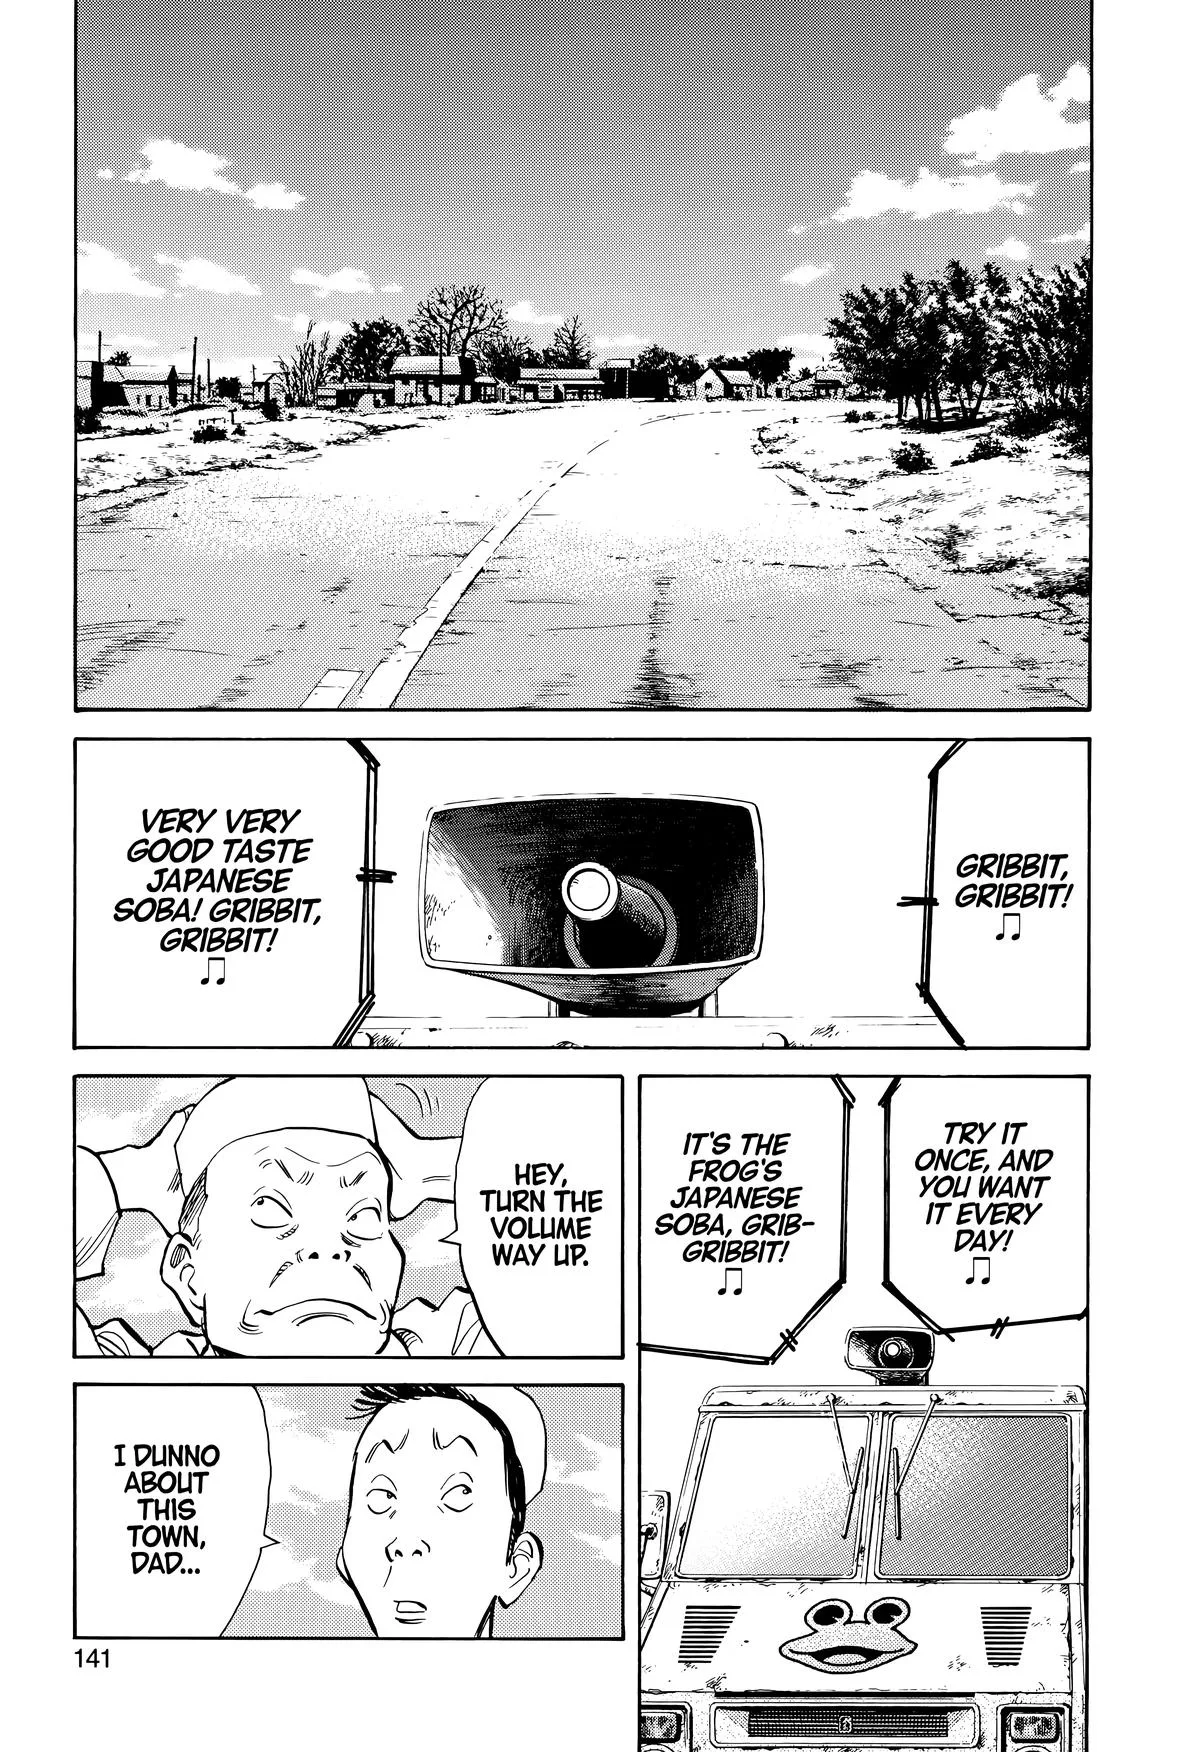 GRIBBIT,
GRIBBIT!
♫
VERY VERY
GOOD TASTE
JAPANESE
SOBA! GRIBBIT,
GRIBBIT!
♫
TRY IT
ONCE, AND
YOU WANT
IT EVERY
DAY!
♫
IT'S THE
FROG'S
JAPANESE
SOBA, GRIB-
GRIBBIT!
♫
HEY,
TURN THE
VOLUME
WAY UP.
I DUNNO
ABOUT
THIS
TOWN,
DAD...
141